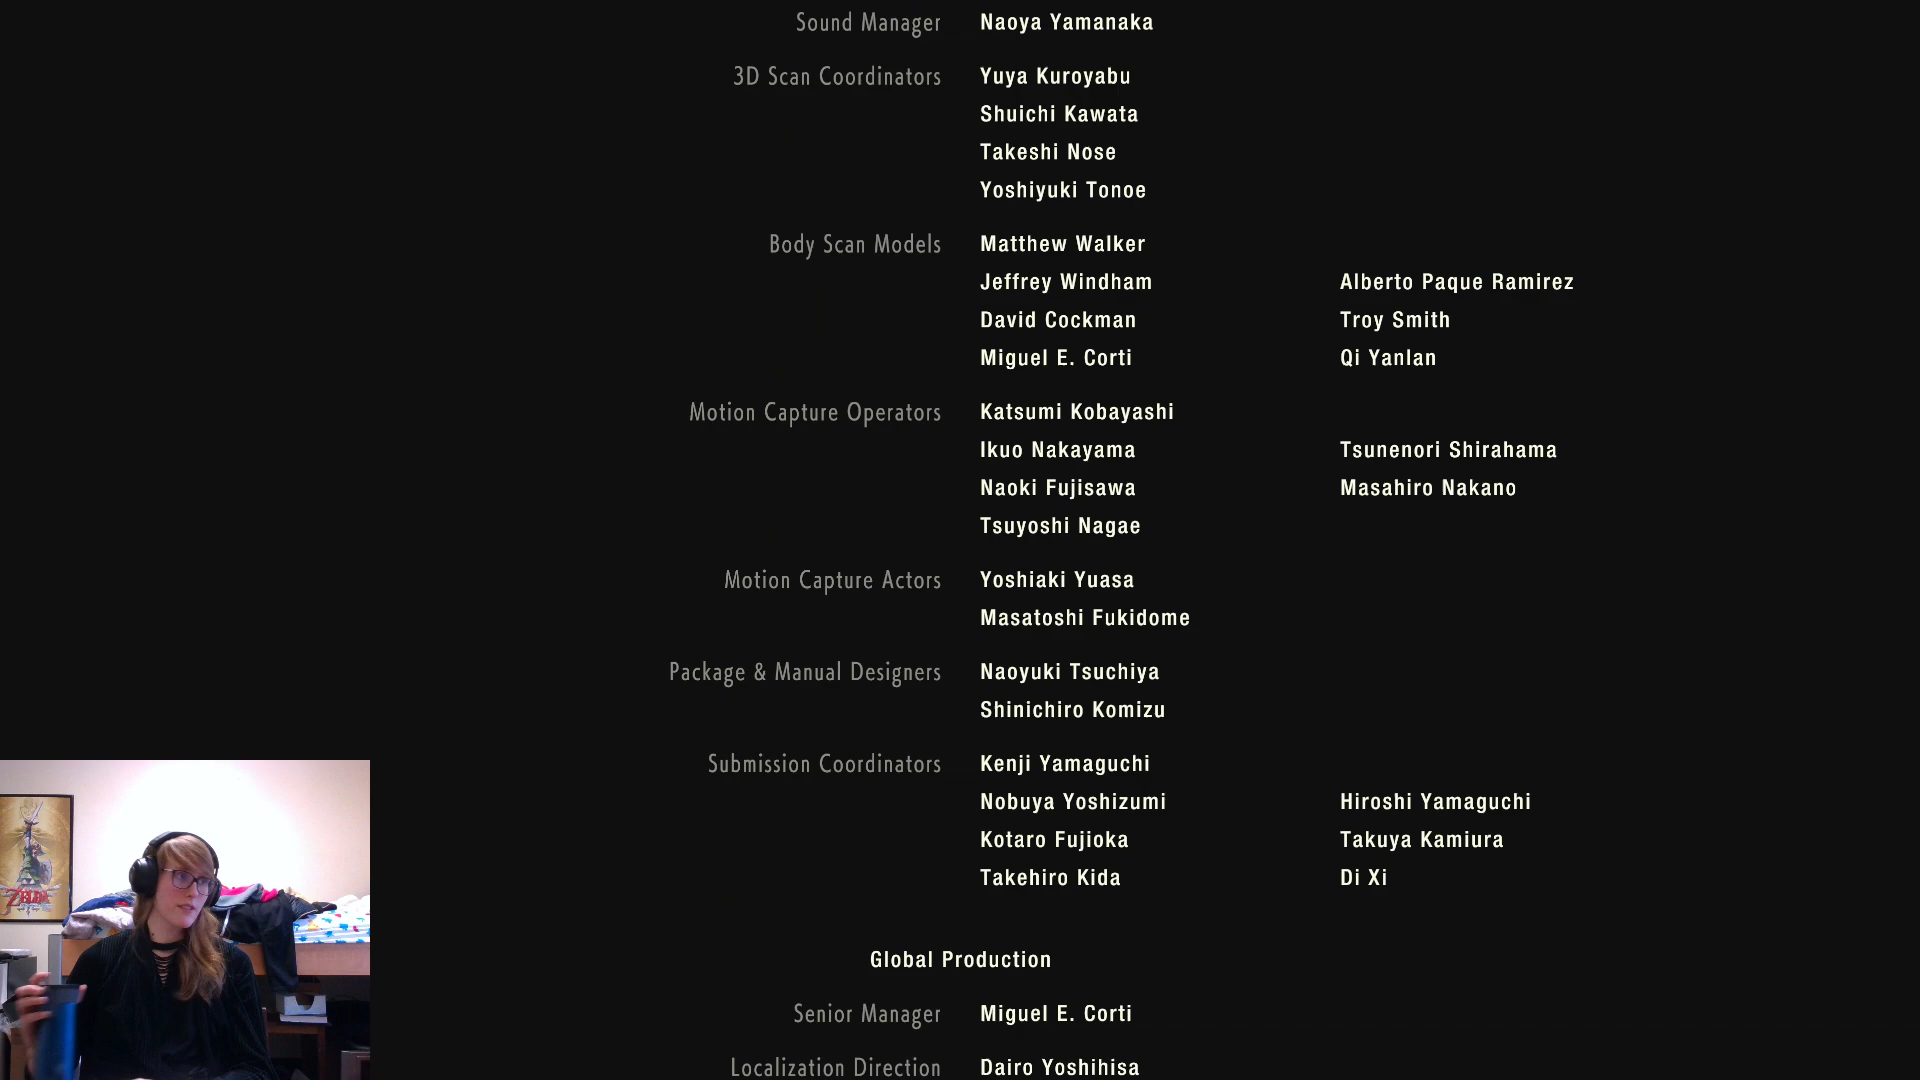 Sound Manager Naoya Yamanaka
3D Scan Coordinators Yuya Kuroyabu
Shuichi Kawata
Takeshi Nose
Yoshiyuki Tonoe
Body Scan Models Matthew Walker
Jeffrey Windham Alberto Paque Ramirez
David Cockman Troy Smith
Miguel E. Corti Qi Yanlan
Motion Capture Operators Katsumi Kobayashi
Ikuo Nakayama Tsunenori Shirahama
Naoki Fujisawa Masahiro Nakano
Tsuyoshi Nagae
Motion Capture Actors Yoshiaki Yuasa
Masatoshi Fukidome
Package & Manual Designers Naoyuki Tsuchiya
Shinichiro Komizu
Submission Coordinators Kenji Yamaguchi
Nobuya Yoshizumi Hiroshi Yamaguchi
Kotaro Fujioka Takuya Kamiura
Takehiro Kida Di Xi
Global Production
Senior Manager Miguel E. Corti
Localization Direction Dairo Yoshihisa
ZELDA